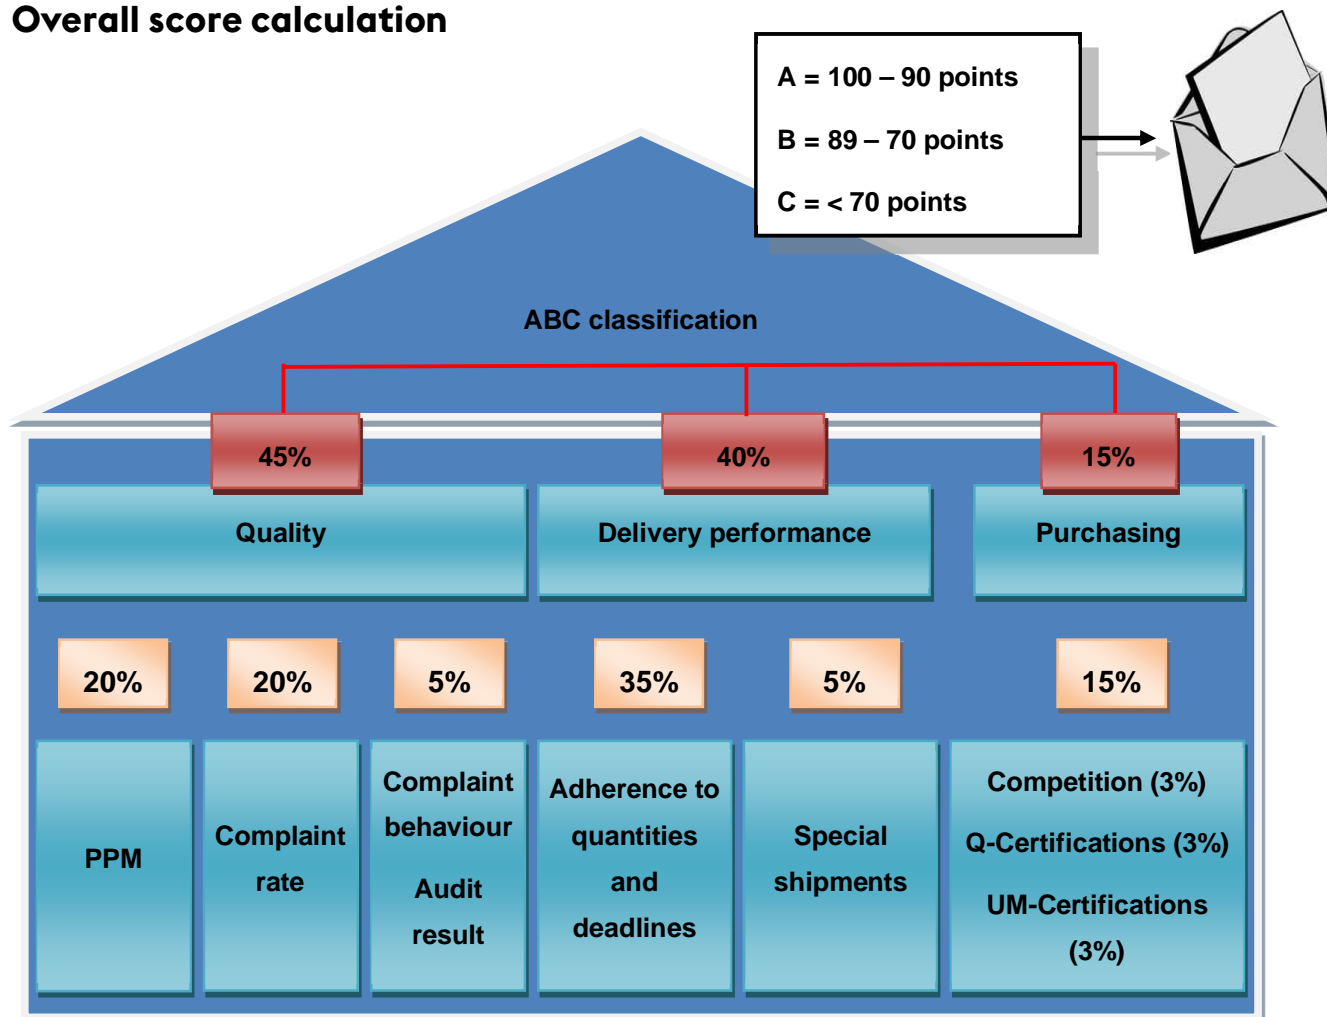 Overall score calculation
A = 100 – 90 points
B = 89 – 70 points
C = < 70 points
ABC classification
45%
40%
15%
Quality
Delivery performance
Purchasing
20%
20%
5%
35%
5%
15%
PPM
Complaint
rate
Complaint
behaviour
Audit
result
Adherence to
quantities
and
deadlines
Special
shipments
Competition (3%)
Q-Certifications (3%)
UM-Certifications
(3%)